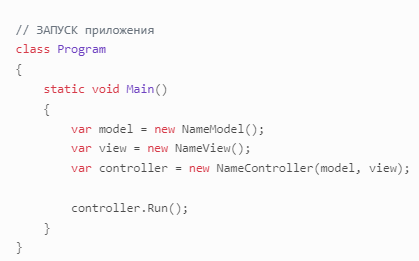 // ЗАПУСК приложения
class Program
{
    static void Main()
    {
        var model = new NameModel();
        var view = new NameView();
        var controller = new NameController(model, view);

        controller.Run();
    }
}